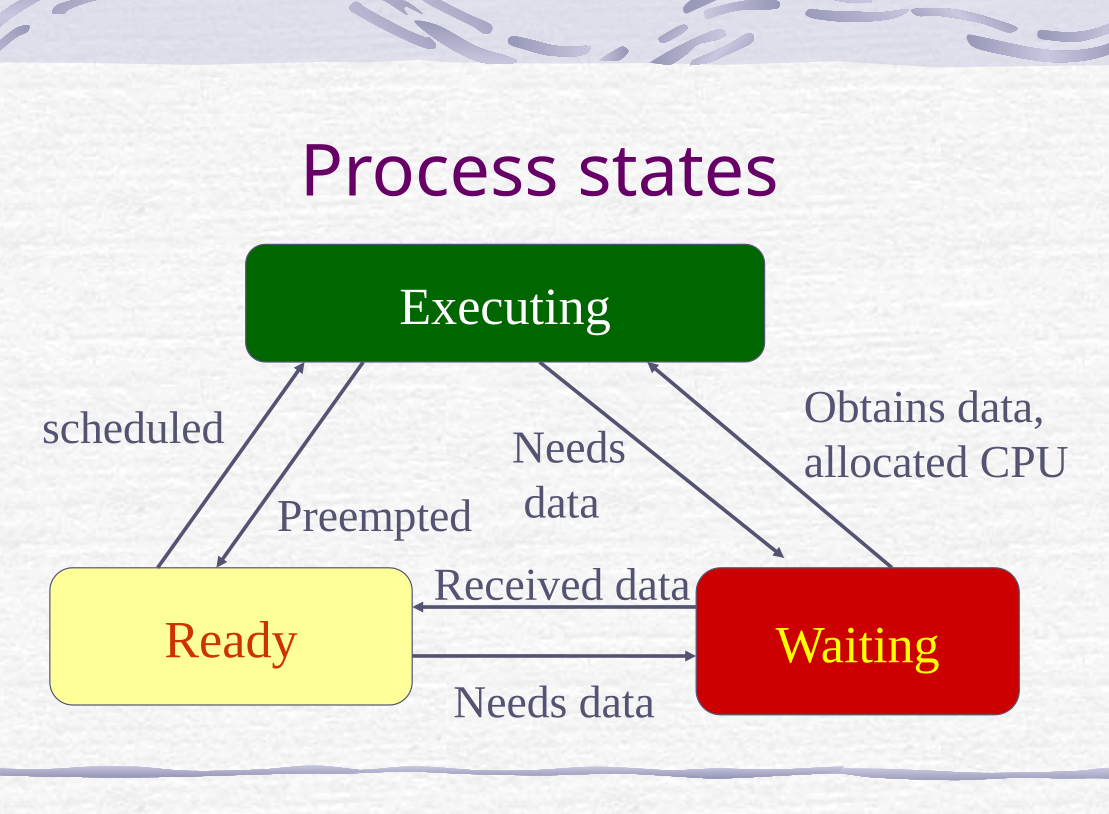 Process states
Executing
scheduled
Obtains data,
allocated CPU
Needs
data
Preempted
Received data
Ready
Waiting
Needs data